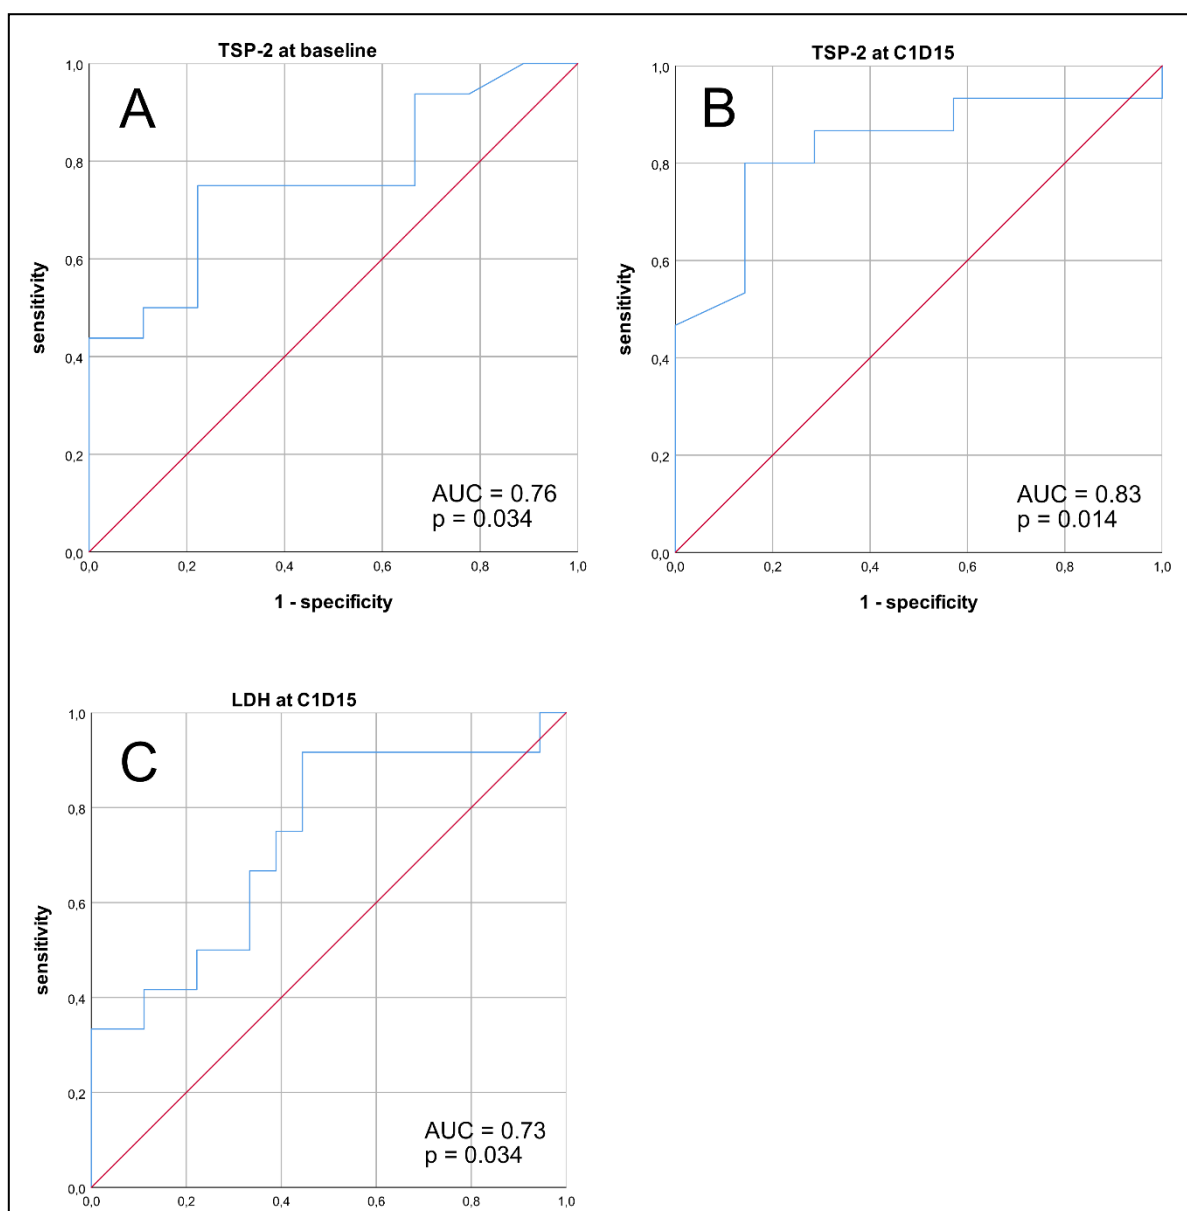 TSP-2 at baseline
A
1,0
0,8
0,6
0,4
0,2
0,0
sensitivity
AUC = 0.76
p = 0.034
0,0 0,2 0,4 0,6 0,8 1,0
1 - specificity
TSP-2 at C1D15
B
1,0
0,8
0,6
0,4
0,2
0,0
sensitivity
AUC = 0.83
p = 0.014
0,0 0,2 0,4 0,6 0,8 1,0
1 - specificity
LDH at C1D15
C
1,0
0,8
0,6
0,4
0,2
0,0
sensitivity
AUC = 0.73
p = 0.034
0,0 0,2 0,4 0,6 0,8 1,0